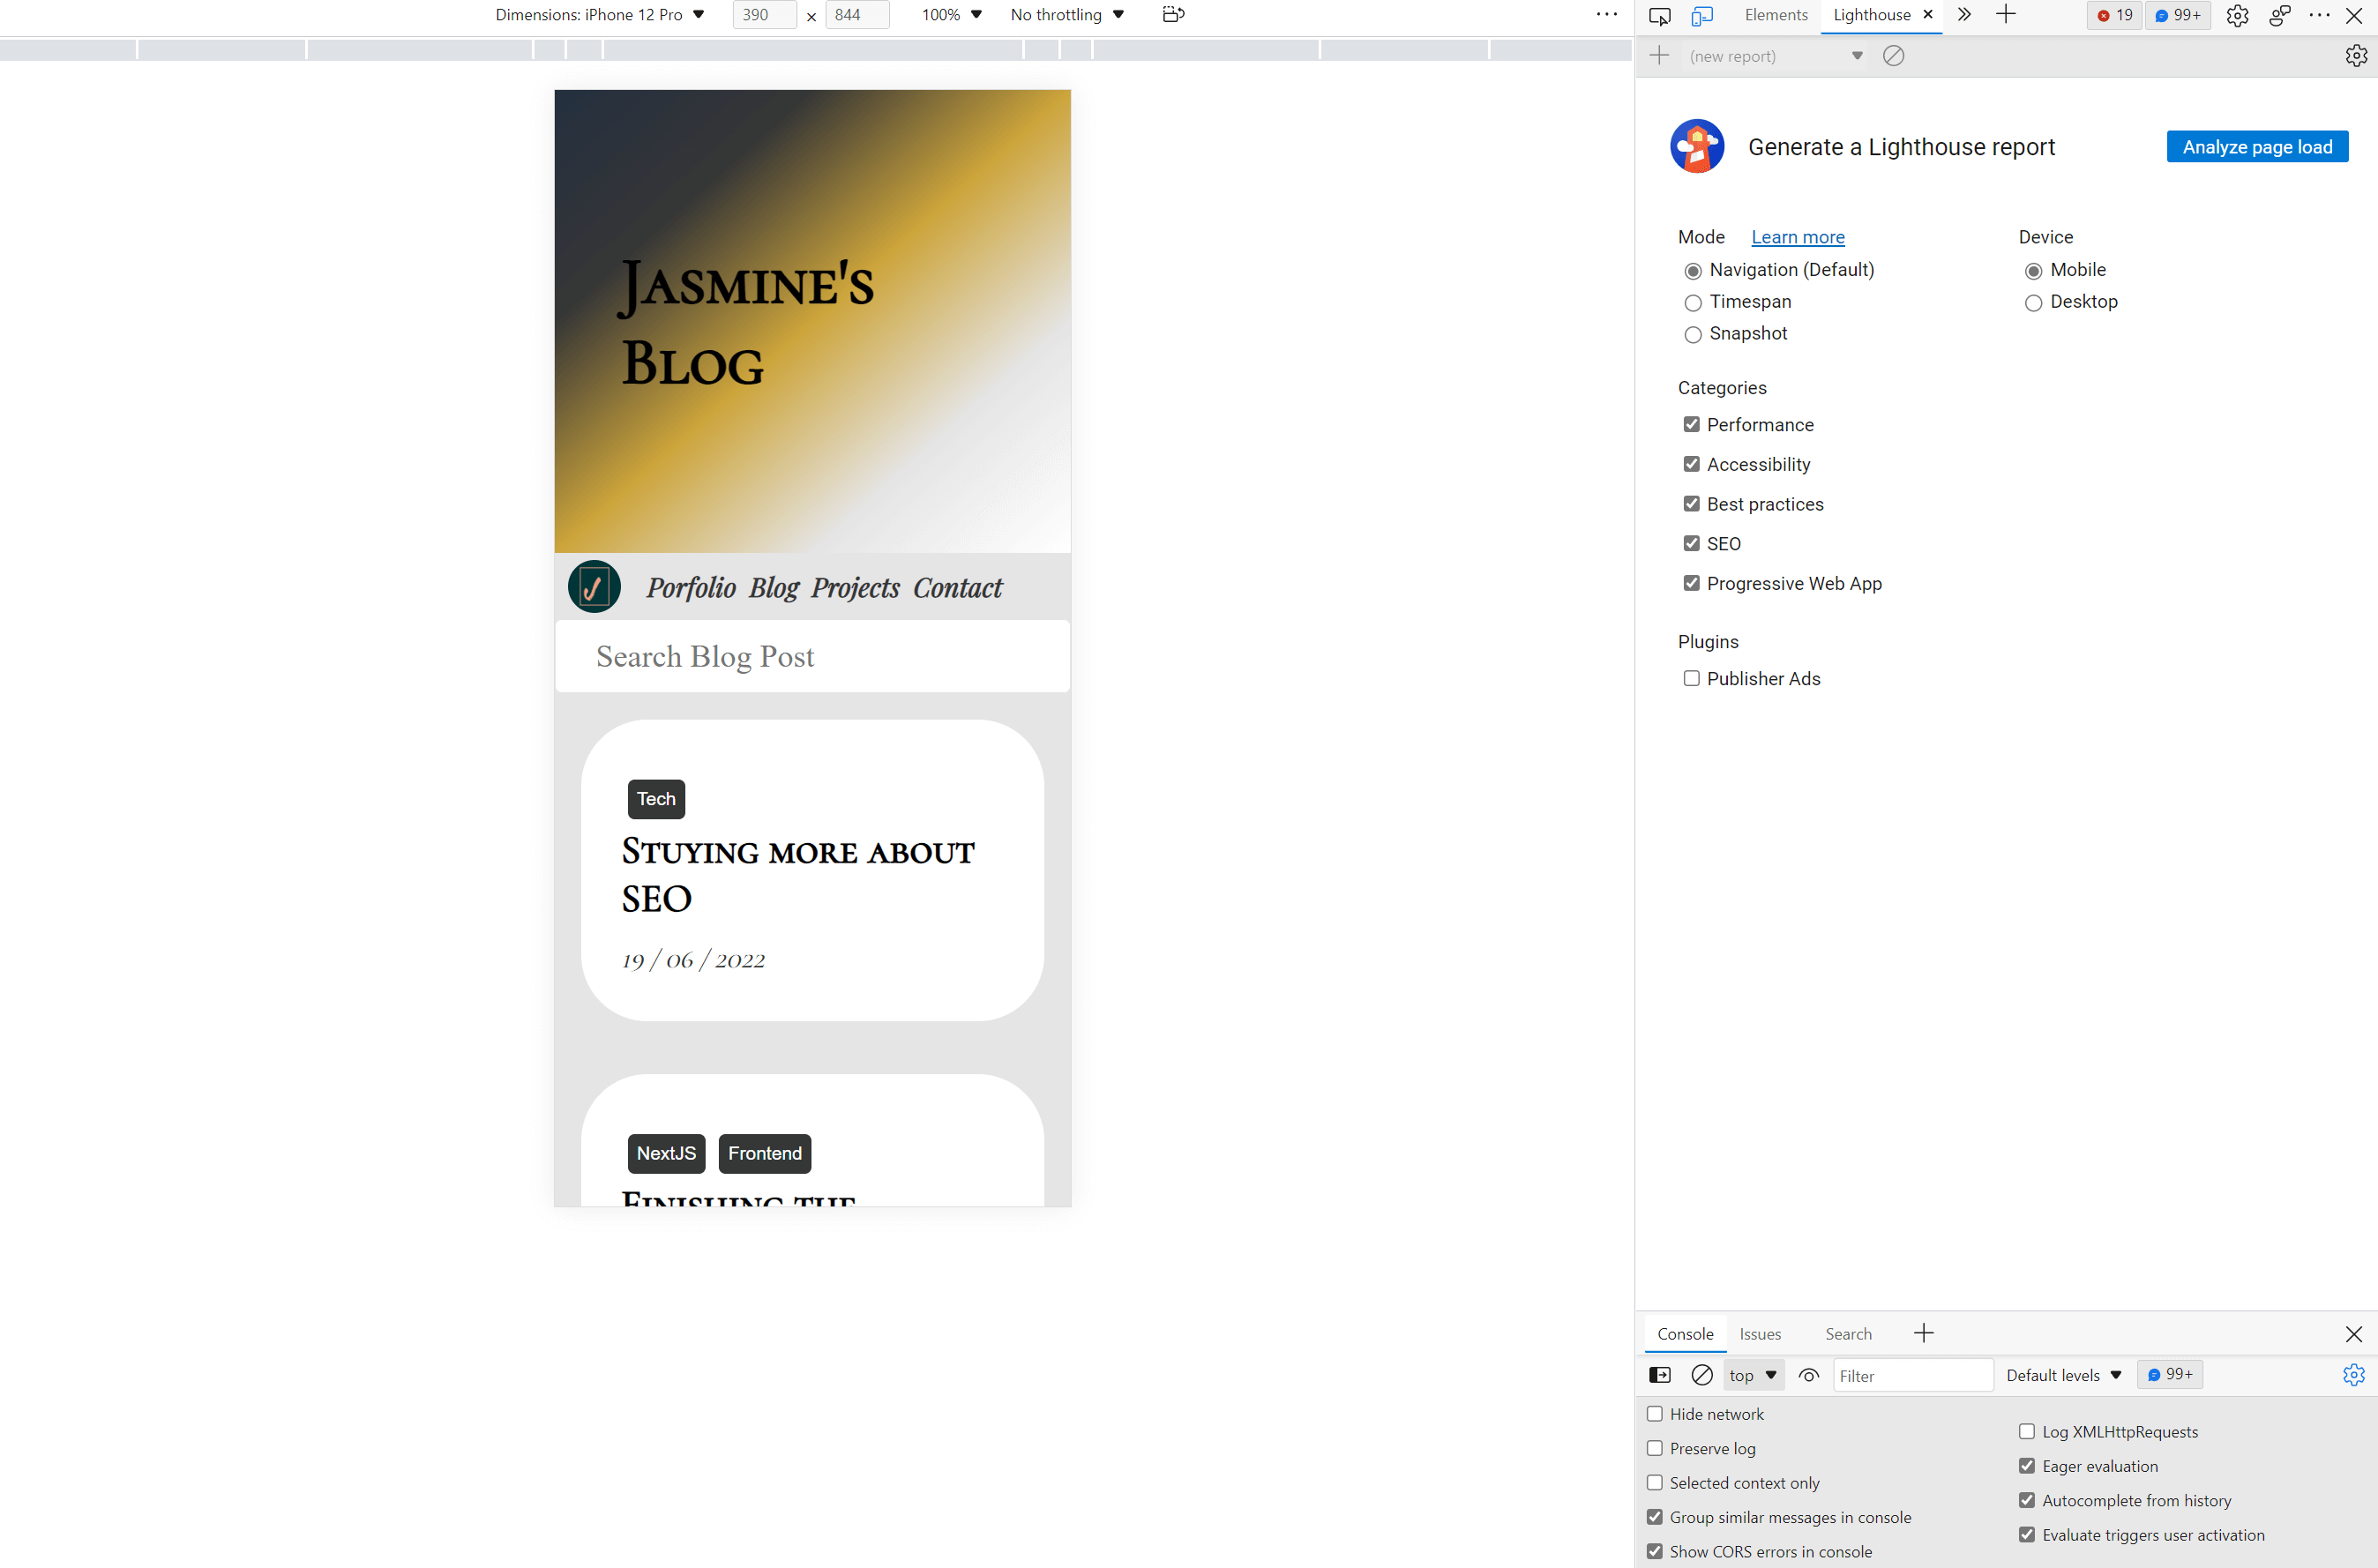 Dimensions: iPhone 12 Pro 390 × 844 100% No throttling
Elements Lighthouse 19 99+
(new report)
Generate a Lighthouse report Analyze page load
Mode Learn more
Navigation (Default)
Timespan
Snapshot
Device
Mobile
Desktop
Categories
Performance
Accessibility
Best practices
SEO
Progressive Web App
Plugins
Publisher Ads
Jasmine's
Blog
J Porfolio Blog Projects Contact
Search Blog Post
Tech
Stuying more about
SEO
19 / 06 / 2022
NextJS Frontend
Finishing the
Console Issues Search
top Filter Default levels 99+
Hide network
Preserve log
Selected context only
Group similar messages in console
Show CORS errors in console
Log XMLHttpRequests
Eager evaluation
Autocomplete from history
Evaluate triggers user activation